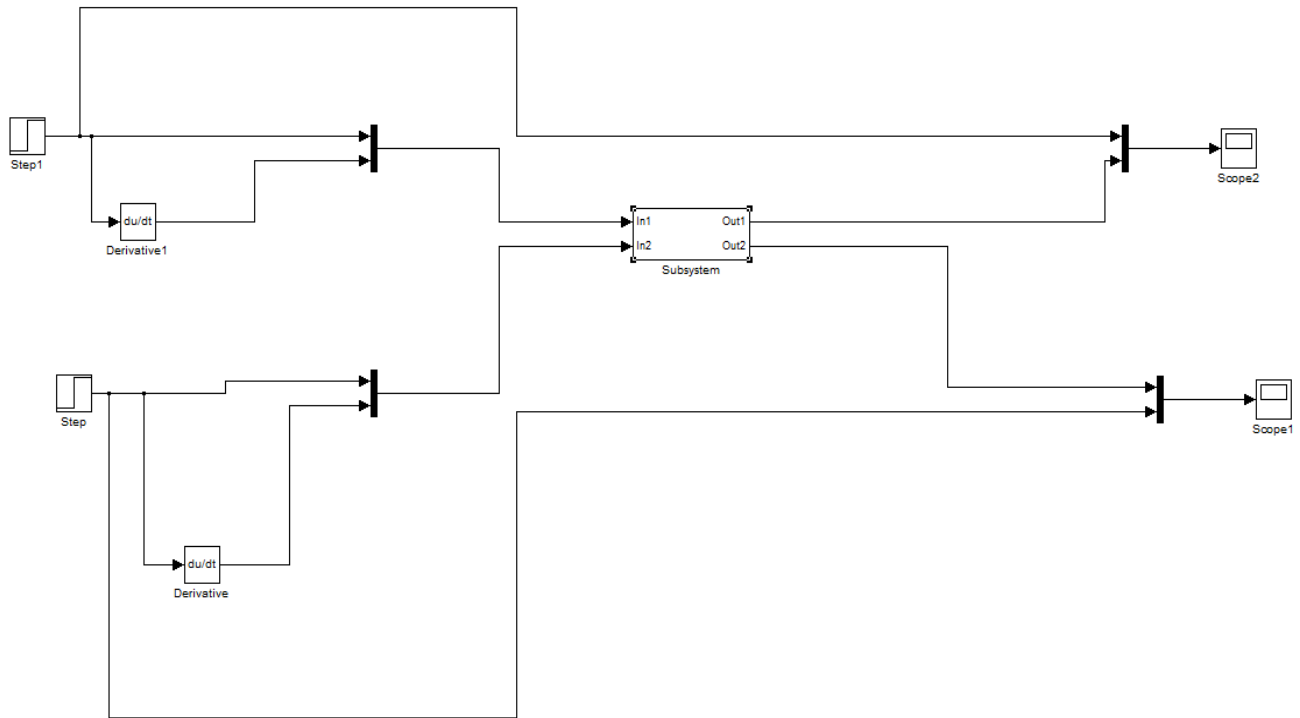 Step1
du/dt
Derivative1
In1
Out1
In2
Out2
Subsystem
Scope2
Step
du/dt
Derivative
Scope1